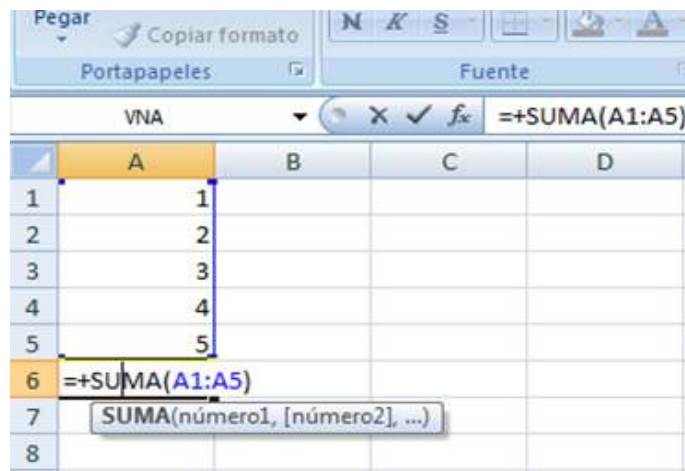 Pegar
Copiar formato
N K S A
Portapapeles
Fuente
VNA
fx
=+SUMA(A1:A5)
A B C D
1 1
2 2
3 3
4 4
5 5
6 =+SUMA(A1:A5)
7 SUMA(número1, [número2], ...)
8